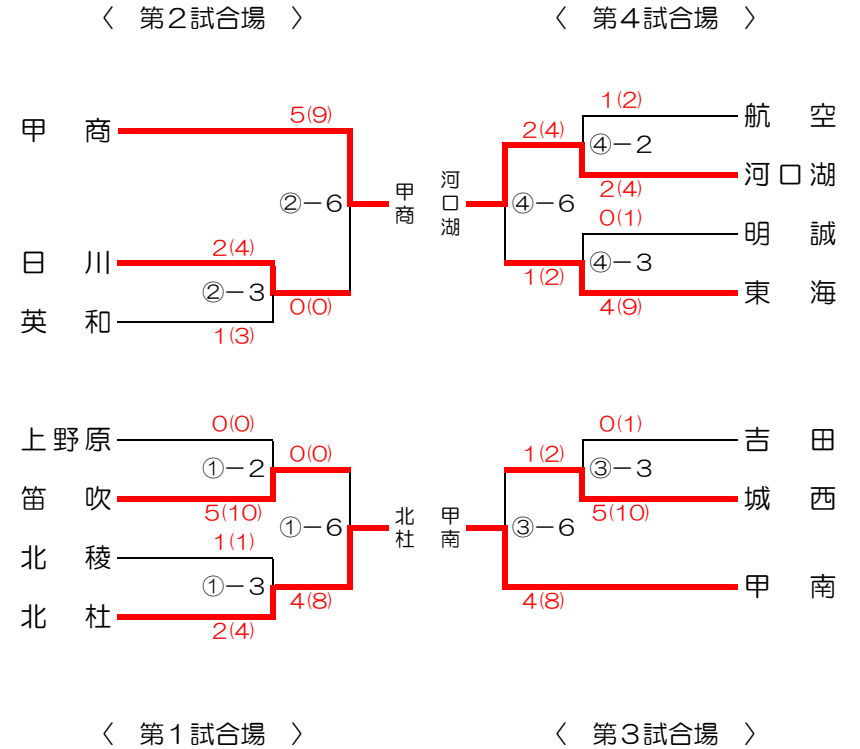 〈 第2試合場 〉
〈 第4試合場 〉
甲商
5(9)
②-6
甲商
日川
2(4)
②-3
0(0)
英和
1(3)
1(2)
航空
2(4)
④-2
河口湖
2(4)
河口湖
④-6
0(1)
明誠
④-3
1(2)
東海
4(9)
上野原
0(0)
①-2
0(0)
笛吹
5(10)
①-6
北杜
北稜
1(1)
①-3
4(8)
北杜
2(4)
0(1)
吉田
1(2)
③-3
城西
5(10)
甲南
③-6
甲南
4(8)
〈 第1試合場 〉
〈 第3試合場 〉